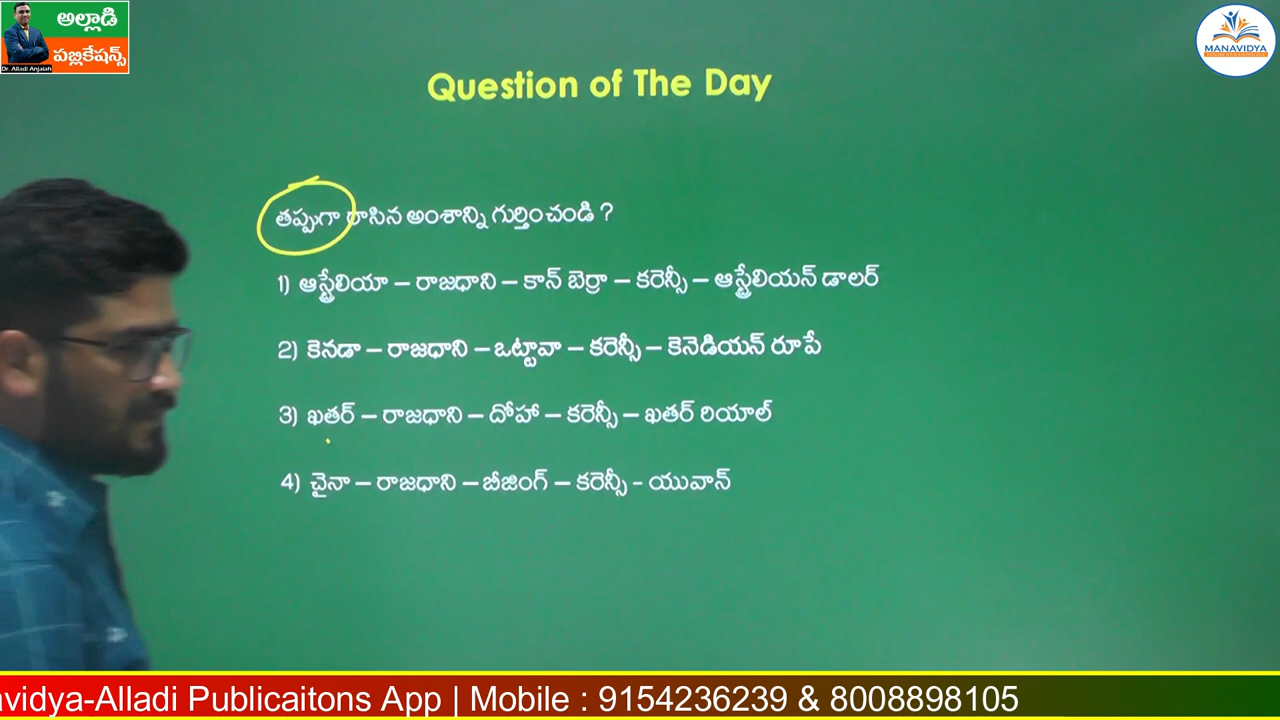 అల్లాడి
పబ్లికేషన్స్
Dr. Alladi Anjaiah
MANAVIDYA
Question of The Day
తప్పుగా రాసిన అంశాన్ని గుర్తించండి ?
1) ఆస్ట్రేలియా – రాజధాని – కాన్ బెర్రా – కరెన్సీ – ఆస్ట్రేలియన్ డాలర్
2) కెనడా – రాజధాని – ఒట్టావా – కరెన్సీ – కెనెడియన్ రూపే
3) ఖతర్ – రాజధాని – దోహా – కరెన్సీ – ఖతర్ రియాల్
4) చైనా – రాజధాని – బీజింగ్ – కరెన్సీ - యువాన్
avidya-Alladi Publicaitons App | Mobile : 9154236239 & 8008898105